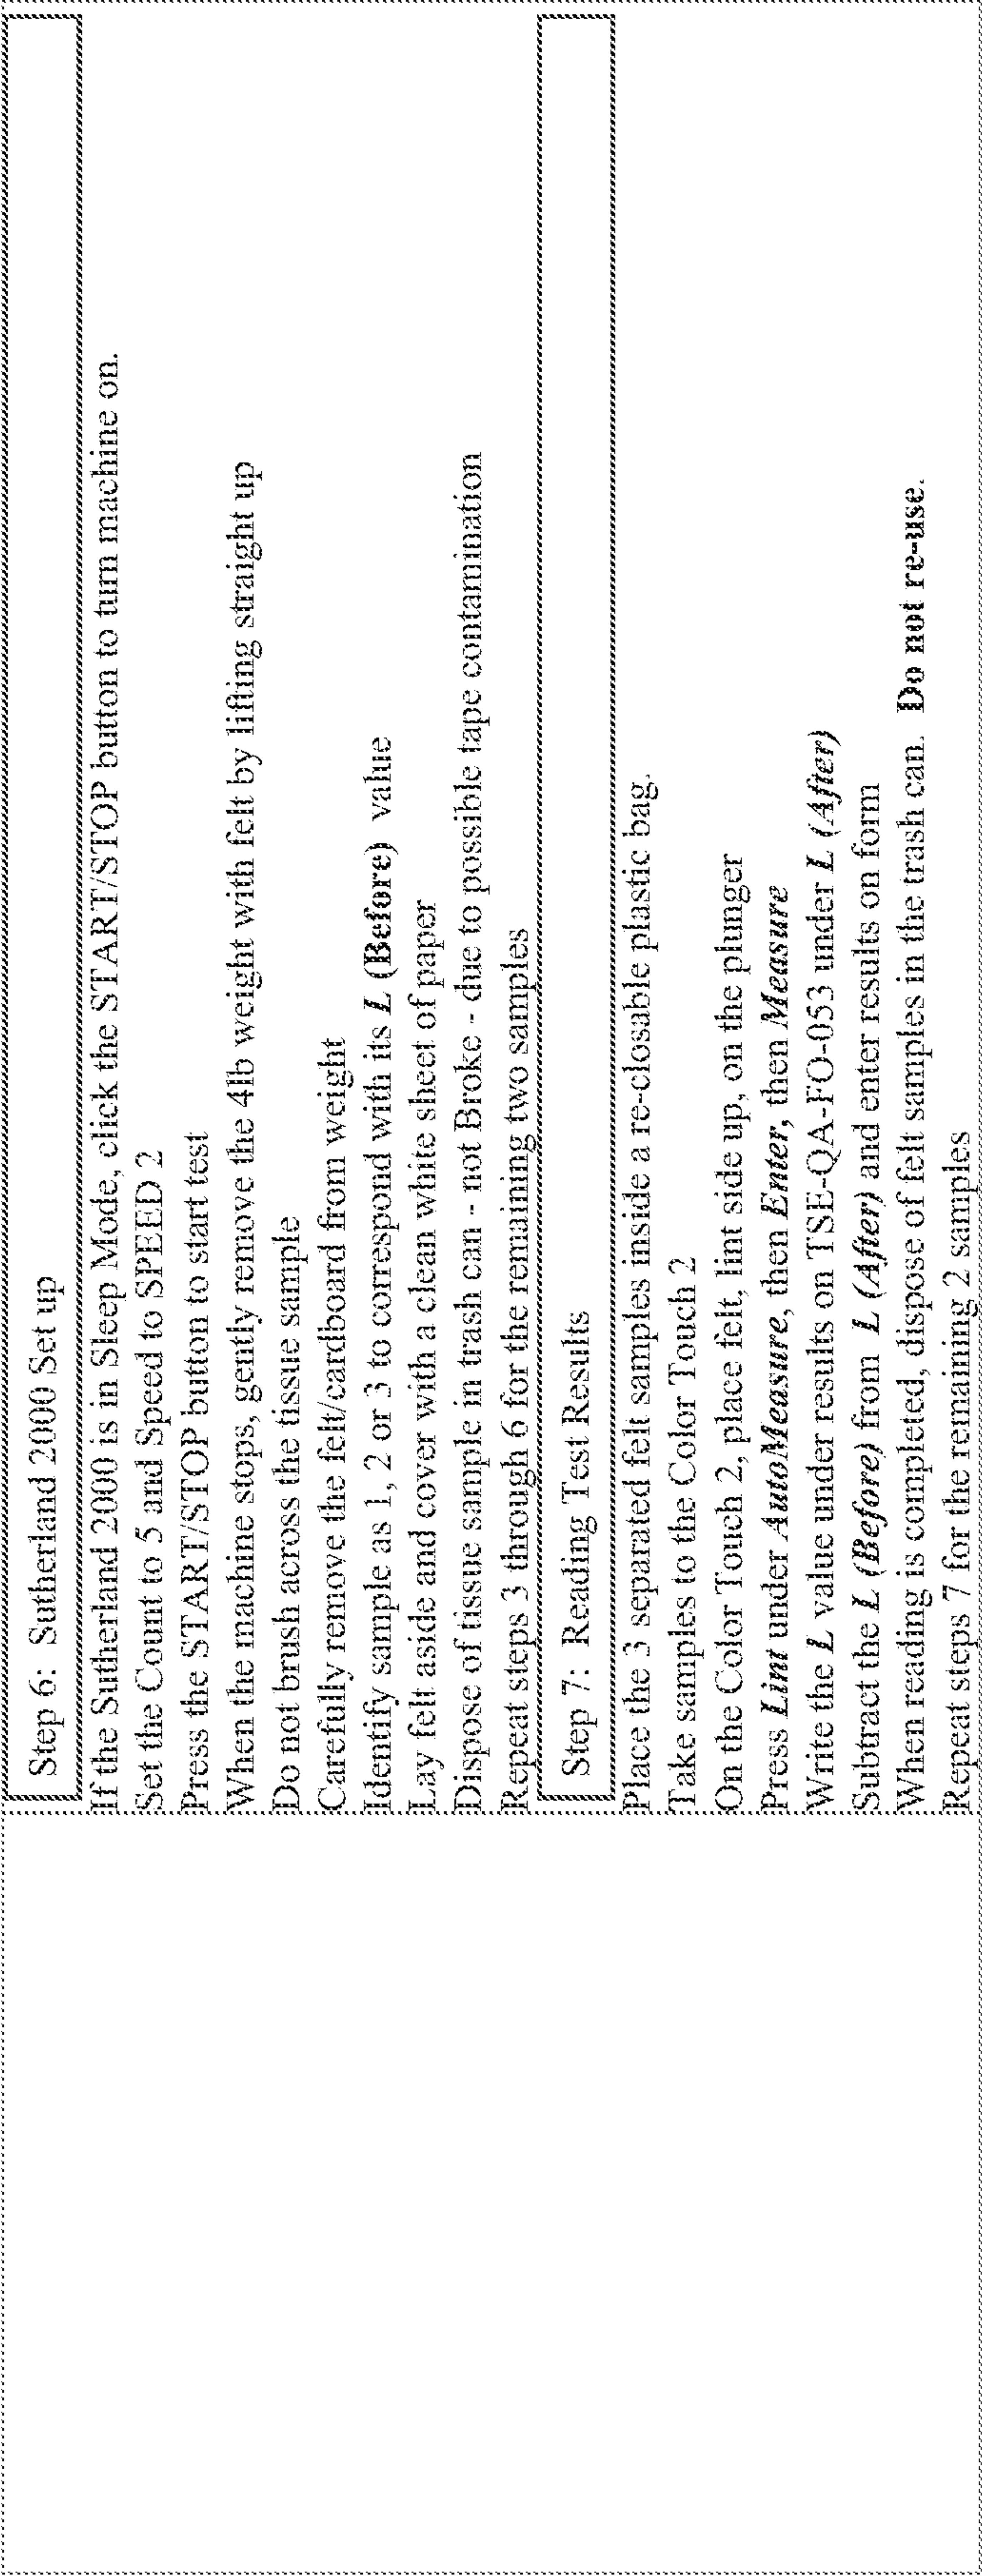 Step 6: Sutherland 2000 Set up
If the Sutherland 2000 is in Sleep Mode, click the START/STOP button to turn machine on.
Set the Count to 5 and Speed to SPEED 2
Press the START/STOP button to start test
When the machine stops, gently remove the 4lb weight with felt by lifting straight up
Do not brush across the tissue sample
Carefully remove the felt/cardboard from weight
Identify sample as 1, 2 or 3 to correspond with its L (Before) value
Lay felt aside and cover with a clean white sheet of paper
Dispose of tissue sample in trash can - not Broke - due to possible tape contamination
Repeat steps 3 through 6 for the remaining two samples
Step 7: Reading Test Results
Place the 3 separated felt samples inside a re-closable plastic bag.
Take samples to the Color Touch 2
On the Color Touch 2, place felt, lint side up, on the plunger
Press Lint under AutoMeasure, then Enter, then Measure
Write the L value under results on TSE-QA-FO-053 under L (After)
Subtract the L (Before) from L (After) and enter results on form
When reading is completed, dispose of felt samples in the trash can. Do not re-use.
Repeat steps 7 for the remaining 2 samples